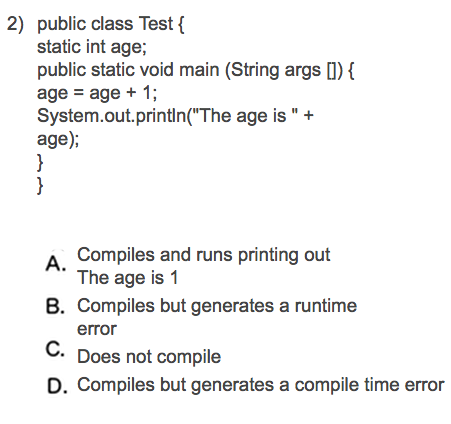 2) public class Test {
static int age;
public static void main (String args []) {
age = age + 1;
System.out.println("The age is " +
age);
}
}
A. Compiles and runs printing out
The age is 1
B. Compiles but generates a runtime
error
C. Does not compile
D. Compiles but generates a compile time error